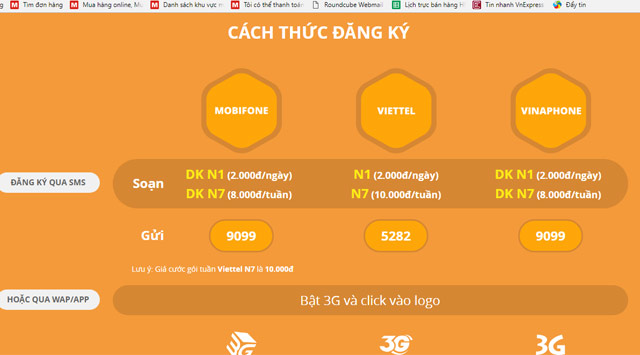 Tìm đơn hàng
Mua hàng online, Mu
Danh sách khu vực m
Tôi có thể thanh toán
Roundcube Webmail
Lịch trực bán hàng H
Tin nhanh VnExpress
Đẩy tin
CÁCH THỨC ĐĂNG KÝ
MOBIFONE
VIETTEL
VINAPHONE
ĐĂNG KÝ QUA SMS
Soạn
DK N1 (2.000đ/ngày)
DK N7 (8.000đ/tuần)
N1 (2.000đ/ngày)
N7 (10.000đ/tuần)
DK N1 (2.000đ/ngày)
DK N7 (8.000đ/tuần)
Gửi
9099
5282
9099
Lưu ý: Giá cước gói tuần Viettel N7 là 10.000đ
HOẶC QUA WAP/APP
Bật 3G và click vào logo
3G
3G
3G